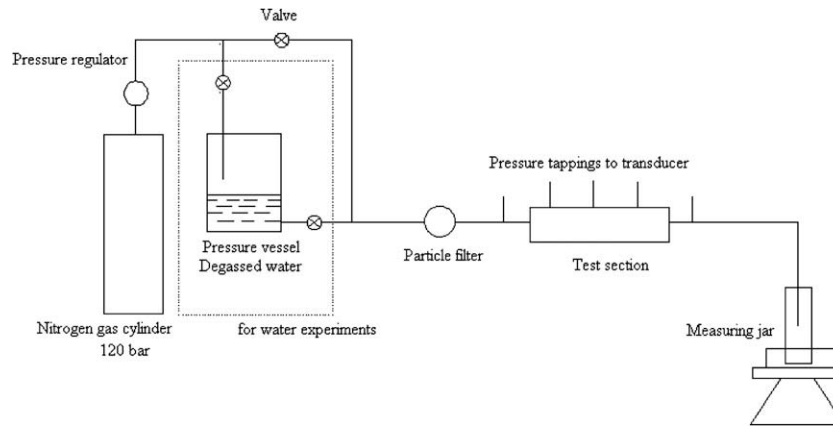 Valve
Pressure regulator
Pressure tappings to transducer
Pressure vessel
Degassed water
Particle filter
Test section
Nitrogen gas cylinder
120 bar
for water experiments
Measuring jar